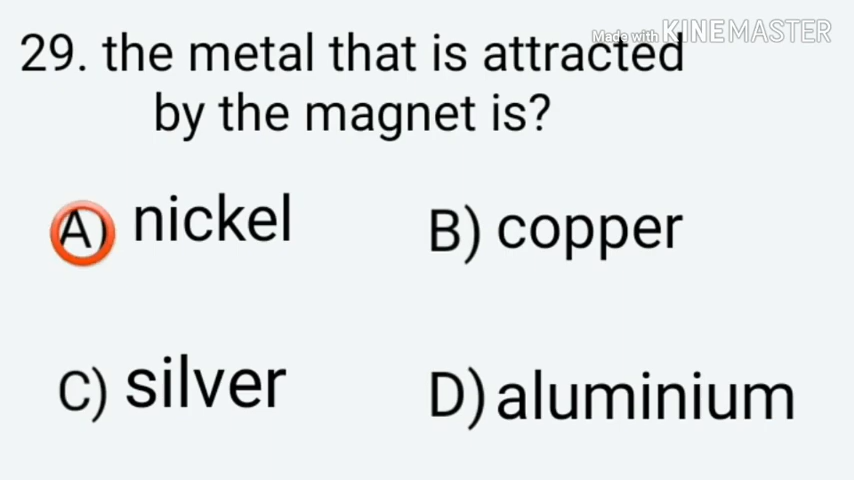 Made with KINEMASTER
29. the metal that is attracted
by the magnet is?
A) nickel
B) copper
C) silver
D) aluminium